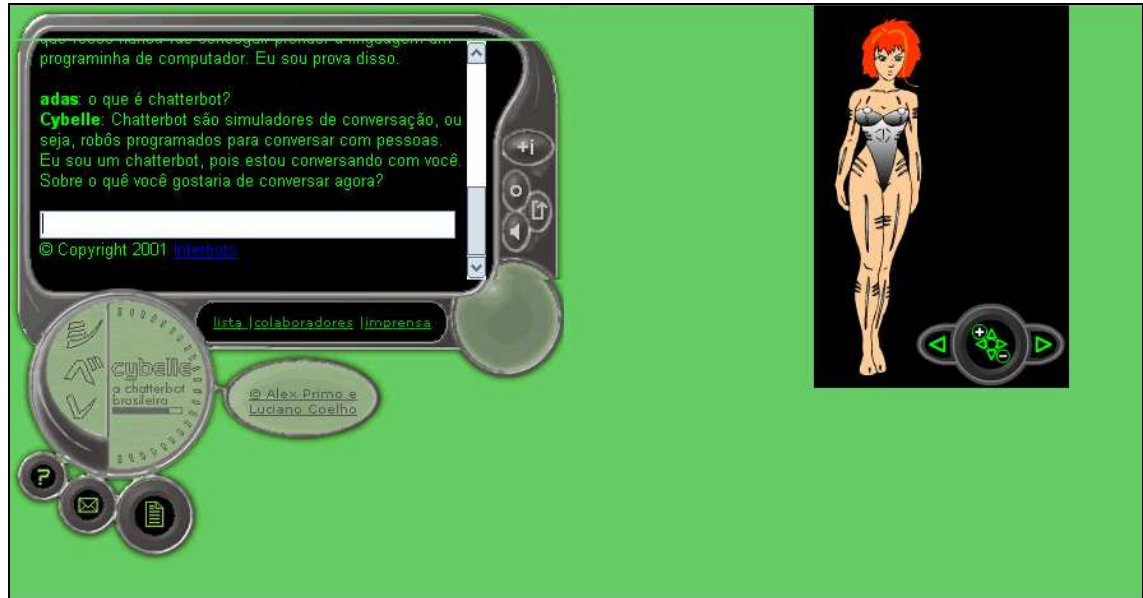 programinha de computador. Eu sou prova disso.
adas: o que é chatterbot?
Cybelle: Chatterbot são simuladores de conversação, ou
seja, robôs programados para conversar com pessoas.
Eu sou um chatterbot, pois estou conversando com você.
Sobre o quê você gostaria de conversar agora?
© Copyright 2001 Interbots
+i
lista |colaboradores |imprensa
cybelle
a chatterbot
brasileira
© Alex Primo e
Luciano Coelho
?